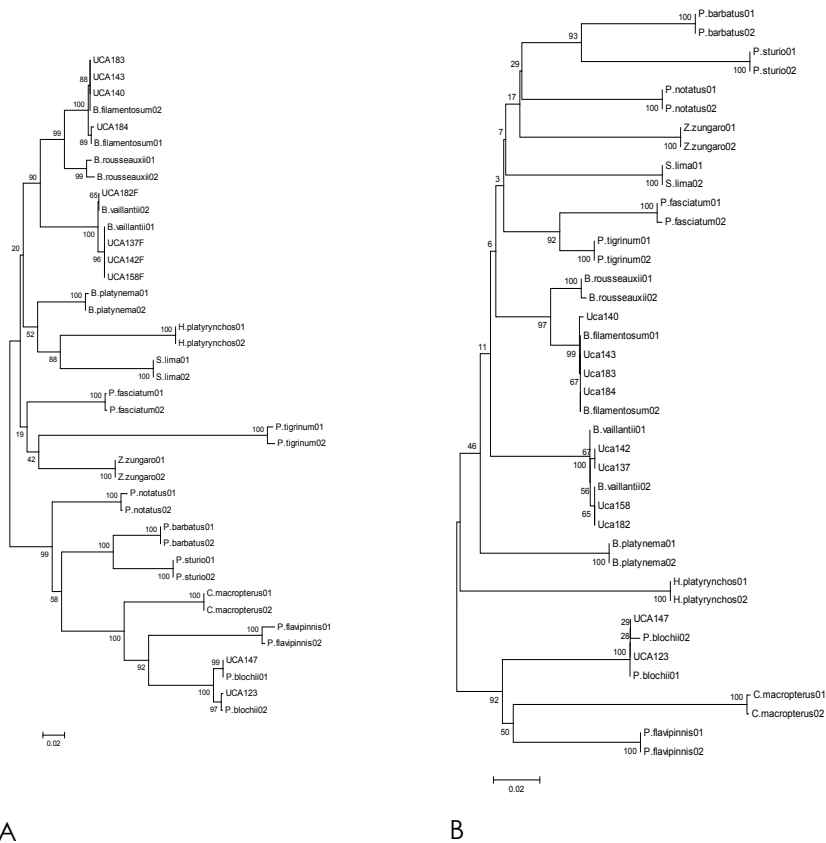 UCA183
88
UCA143
UCA140
100
B.filamentosum02
UCA184
99
89
B.filamentosum01
B.rousseauxii01
99
B.rousseauxii02
90
UCA182F
65
B.vaillantii02
B.vaillantii01
100
UCA137F
20
96
UCA142F
UCA158F
B.platynema01
100
B.platynema02
52
H.platyrynchos01
100
H.platyrynchos02
88
S.lima01
100
S.lima02
P.fasciatum01
100
P.fasciatum02
19
P.tigrinum01
100
P.tigrinum02
42
Z.zungaro01
100
Z.zungaro02
P.notatus01
100
P.notatus02
99
P.barbatus01
100
P.barbatus02
P.sturio01
100
P.sturio02
58
C.macropterus01
100
C.macropterus02
100
P.flavipinnis01
100
P.flavipinnis02
92
UCA147
99
P.blochii01
100
UCA123
97
P.blochii02
0.02
A
P.barbatus01
100
P.barbatus02
93
P.sturio01
100
P.sturio02
29
P.notatus01
17
100
P.notatus02
Z.zungaro01
7
100
Z.zungaro02
S.lima01
3
100
S.lima02
P.fasciatum01
100
P.fasciatum02
92
P.tigrinum01
6
100
P.tigrinum02
B.rousseauxii01
B.rousseauxii02
97
Uca140
B.filamentosum01
99
Uca143
11
Uca183
67
Uca184
B.filamentosum02
B.vaillantii01
46
67
Uca142
100
Uca137
B.vaillantii02
56
Uca158
65
Uca182
B.platynema01
100
B.platynema02
H.platyrynchos01
100
H.platyrynchos02
UCA147
29
28
P.blochii02
100
UCA123
P.blochii01
92
C.macropterus01
100
C.macropterus02
50
P.flavipinnis01
100
P.flavipinnis02
0.02
B